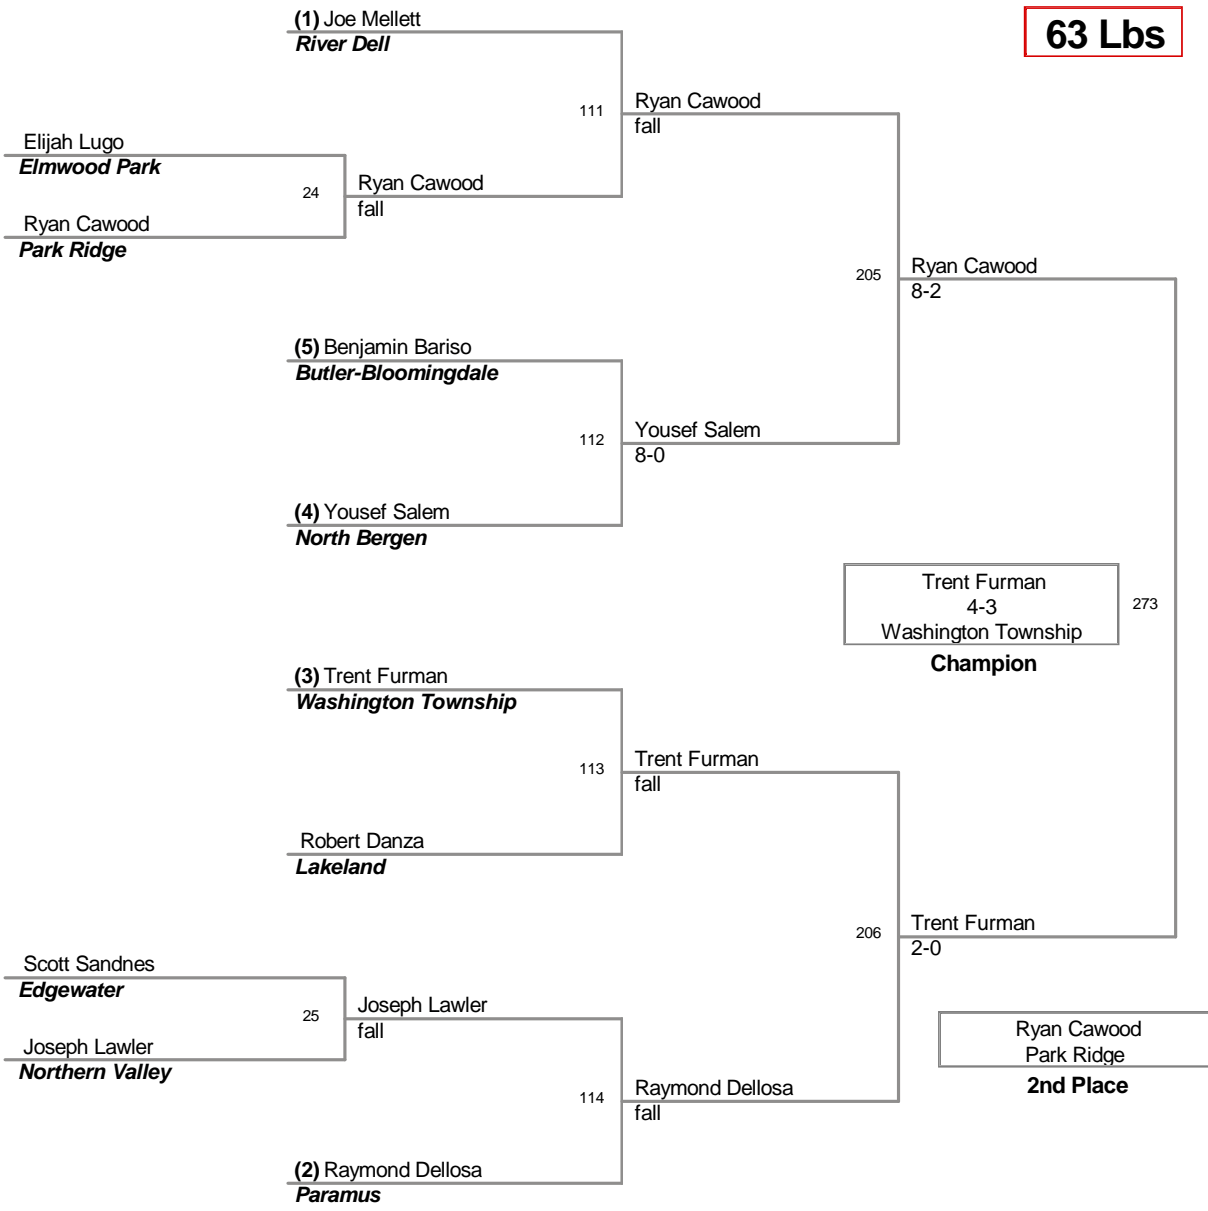 (1) Joe Mellett
River Dell
63 Lbs
111
Ryan Cawood
fall
Elijah Lugo
Elmwood Park
24
Ryan Cawood
fall
Ryan Cawood
Park Ridge
205
Ryan Cawood
8-2
(5) Benjamin Bariso
Butler-Bloomingdale
112
Yousef Salem
8-0
(4) Yousef Salem
North Bergen
Trent Furman
4-3
Washington Township
273
Champion
(3) Trent Furman
Washington Township
113
Trent Furman
fall
Robert Danza
Lakeland
206
Trent Furman
2-0
Scott Sandnes
Edgewater
25
Joseph Lawler
fall
Joseph Lawler
Northern Valley
Ryan Cawood
Park Ridge
2nd Place
114
Raymond Dellosa
fall
(2) Raymond Dellosa
Paramus